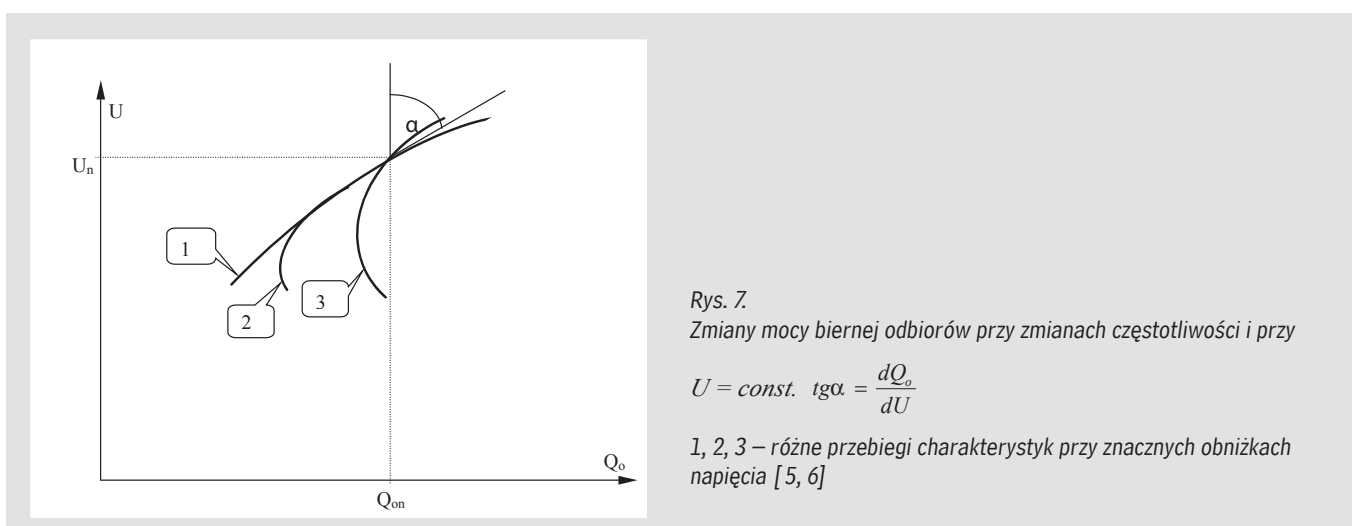 U
α
Uₙ
1
2
3
Qₒ
Qₒₙ
Rys. 7.
Zmiany mocy biernej odbiorów przy zmianach częstotliwości i przy
U = const. tgα = dQₒ/dU
1, 2, 3 – różne przebiegi charakterystyk przy znacznych obniżkach
napięcia [5, 6]